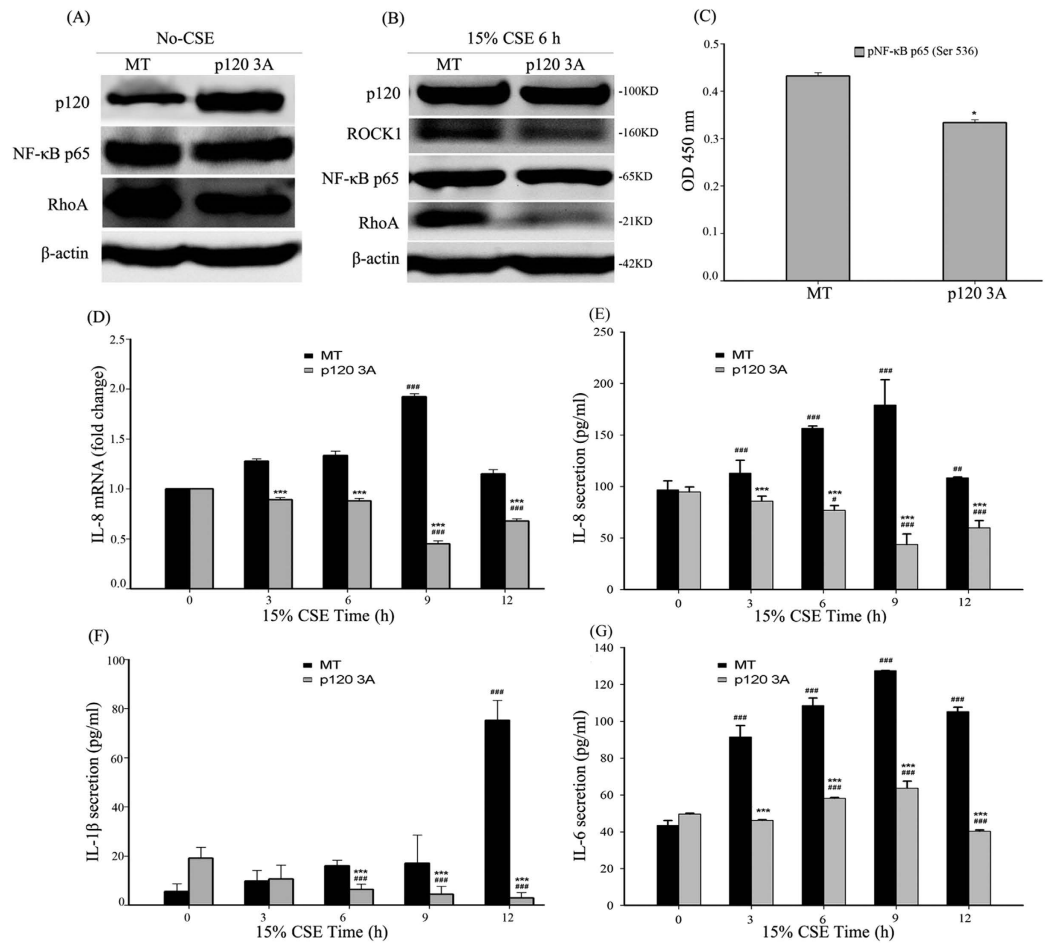 (A)
No-CSE
MT p120 3A
p120
NF-κB p65
RhoA
β-actin
(B)
15% CSE 6 h
MT p120 3A
p120 -100KD
ROCK1 -160KD
NF-κB p65 -65KD
RhoA -21KD
β-actin -42KD
(C)
pNF-κB p65 (Ser 536)
OD 450 nm
0.5
0.4
0.3
0.2
0.1
0.0
*
MT p120 3A
(D)
MT
p120 3A
IL-8 mRNA (fold change)
2.5
2.0
1.5
1.0
0.5
0.0
###
*** *** *** ***
### ###
0 3 6 9 12
15% CSE Time (h)
(E)
MT
p120 3A
IL-8 secretion (pg/ml)
250
200
150
100
50
0
### ### ### ##
*** *** *** ***
# ### ###
0 3 6 9 12
15% CSE Time (h)
(F)
MT
p120 3A
IL-1β secretion (pg/ml)
100
80
60
40
20
0
###
*** *** ***
### ### ###
0 3 6 9 12
15% CSE Time (h)
(G)
MT
p120 3A
IL-6 secretion (pg/ml)
140
120
100
80
60
40
20
0
### ### ### ###
*** *** *** ***
### ### ###
0 3 6 9 12
15% CSE Time (h)